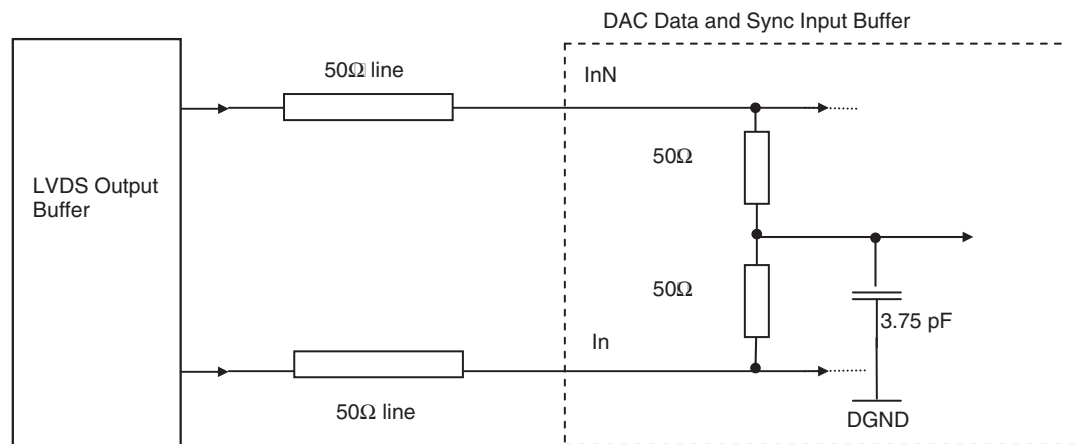 DAC Data and Sync Input Buffer
50Ω line
InN
50Ω
LVDS Output
Buffer
50Ω
3.75 pF
In
50Ω line
DGND